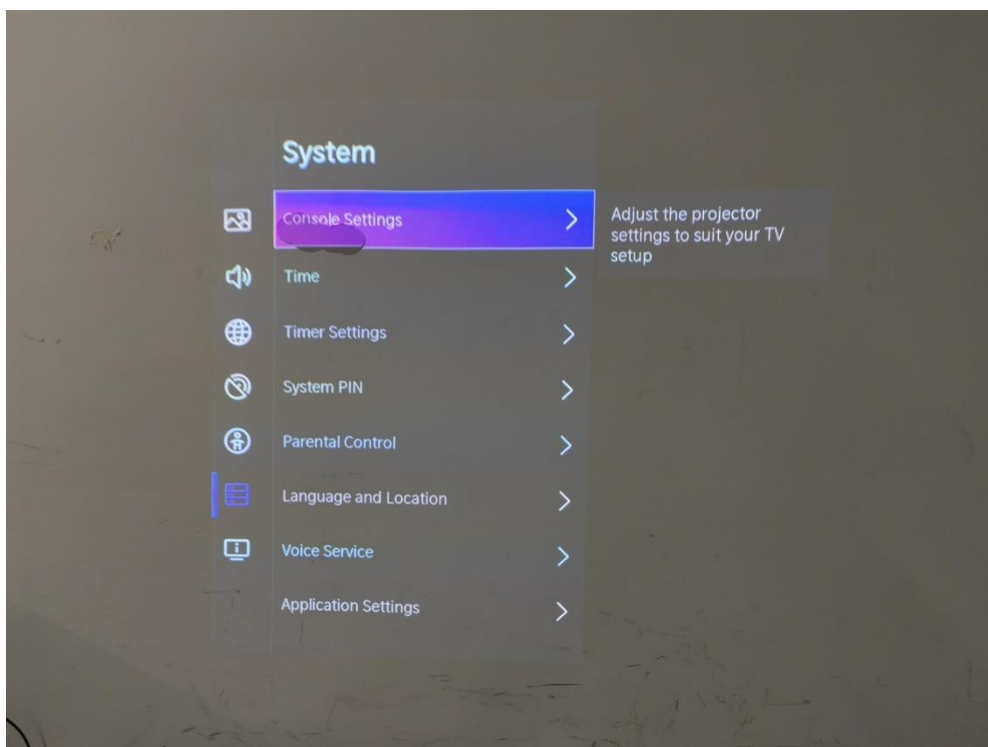 System
Console Settings
Adjust the projector
settings to suit your TV
setup
Time
Timer Settings
System PIN
Parental Control
Language and Location
Voice Service
Application Settings